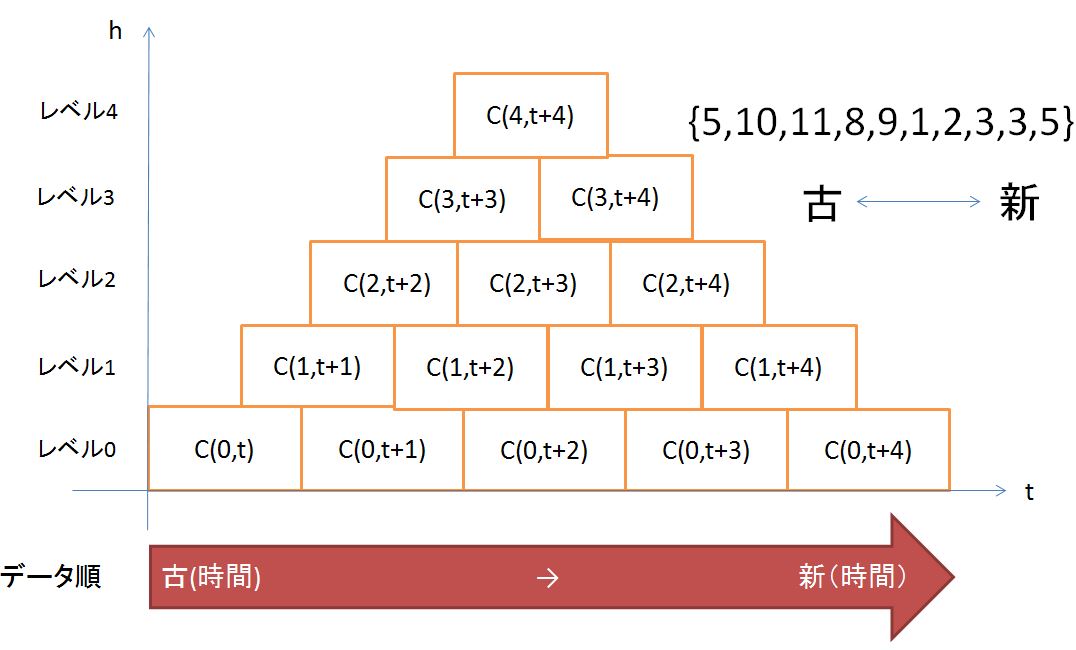 h
レベル4
C(4,t+4)
{5,10,11,8,9,1,2,3,3,5}
レベル3
C(3,t+3)
C(3,t+4)
古
新
レベル2
C(2,t+2)
C(2,t+3)
C(2,t+4)
レベル1
C(1,t+1)
C(1,t+2)
C(1,t+3)
C(1,t+4)
レベル0
C(0,t)
C(0,t+1)
C(0,t+2)
C(0,t+3)
C(0,t+4)
t
データ順
古(時間)
→
新（時間）